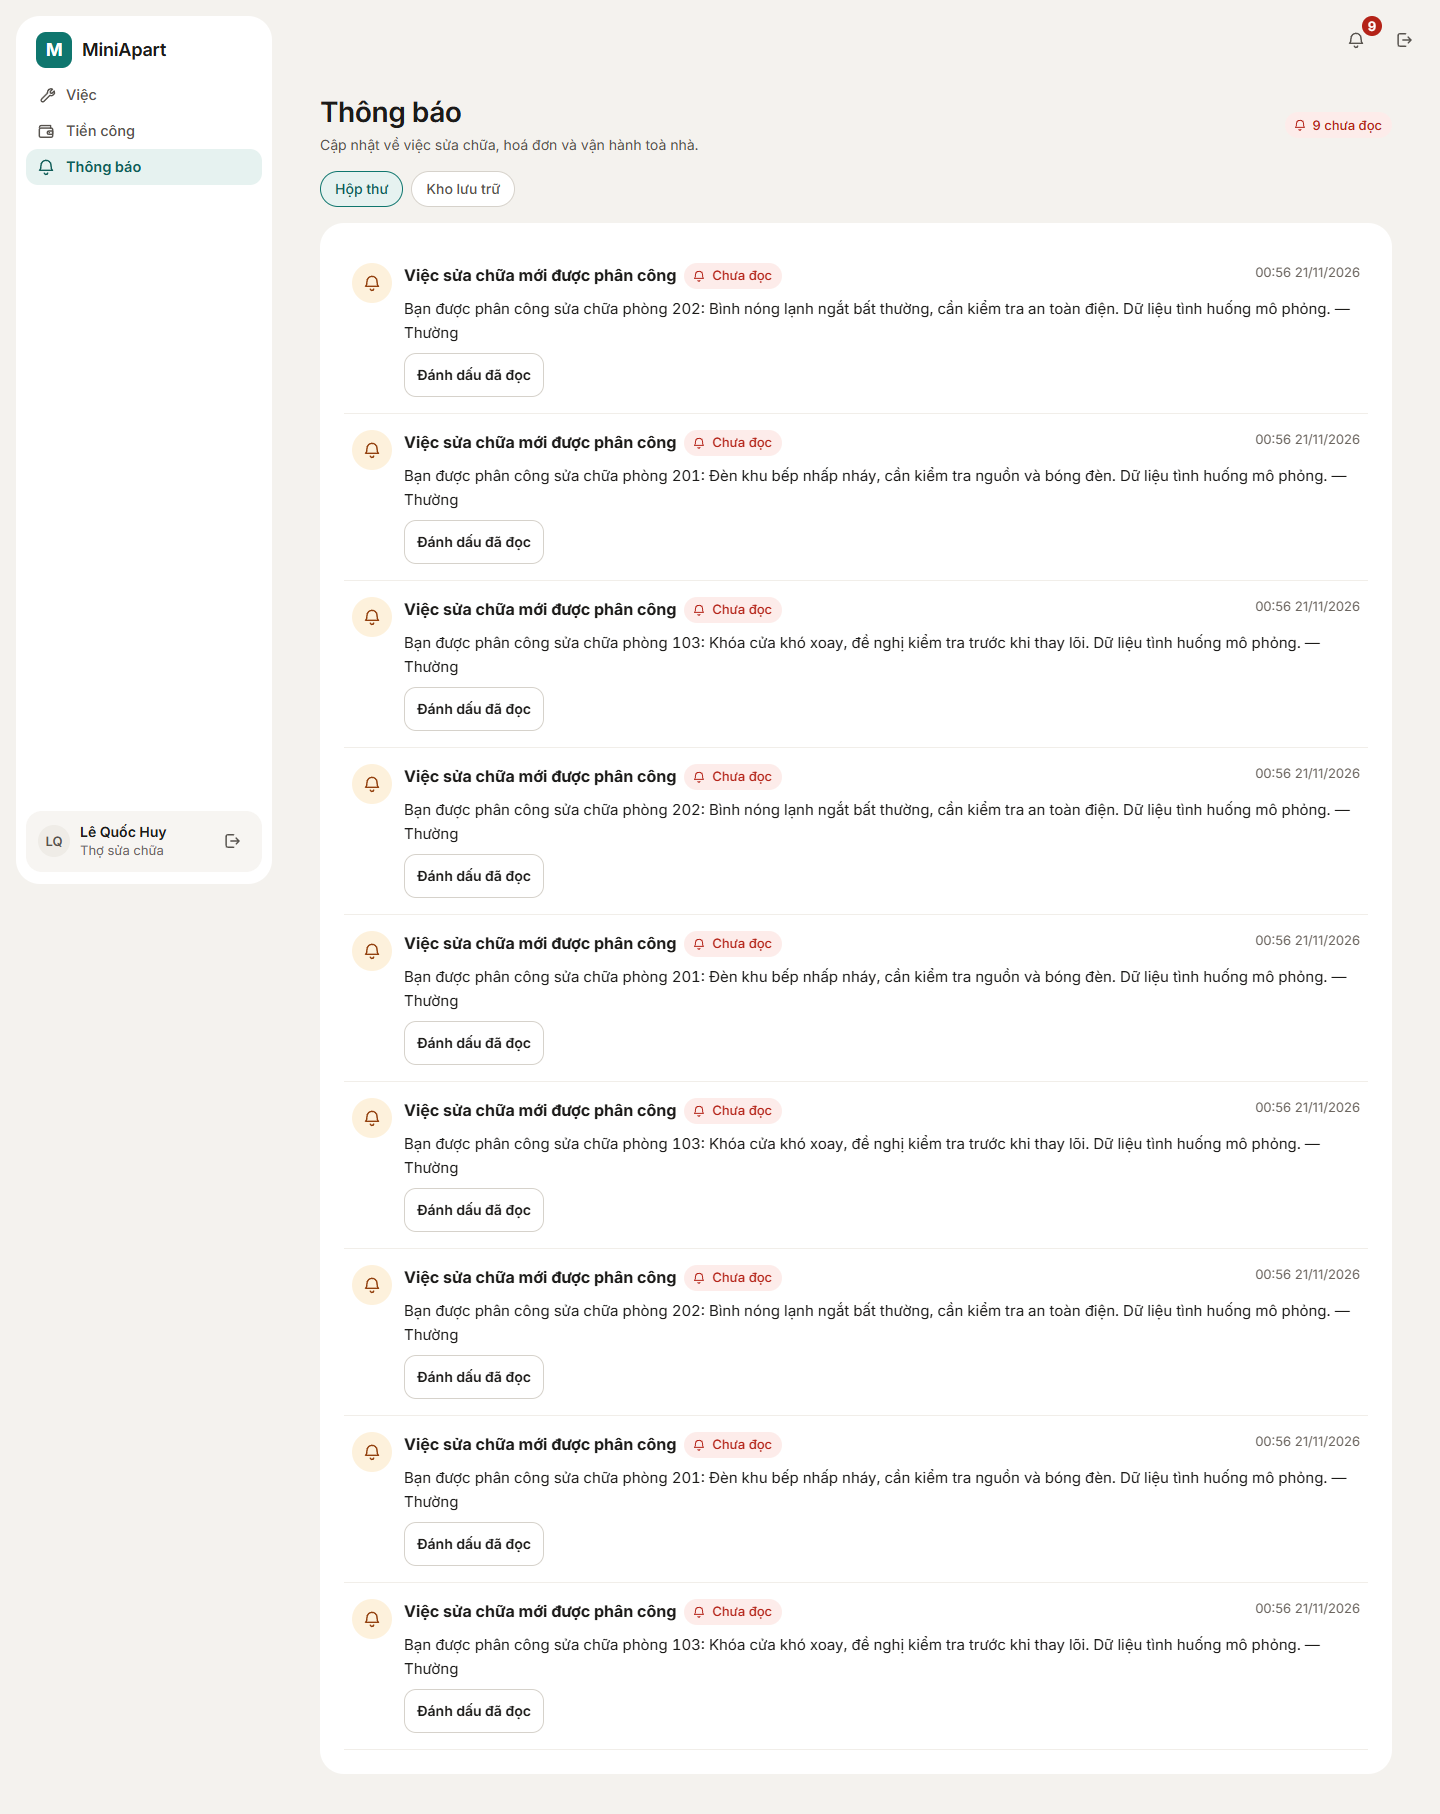 M MiniApart
Việc
Tiền công
Thông báo
9
Thông báo
Cập nhật về việc sửa chữa, hoá đơn và vận hành toà nhà.
9 chưa đọc
Hộp thư
Kho lưu trữ
Việc sửa chữa mới được phân công Chưa đọc 00:56 21/11/2026
Bạn được phân công sửa chữa phòng 202: Bình nóng lạnh ngắt bất thường, cần kiểm tra an toàn điện. Dữ liệu tình huống mô phỏng. —
Thường
Đánh dấu đã đọc
Việc sửa chữa mới được phân công Chưa đọc 00:56 21/11/2026
Bạn được phân công sửa chữa phòng 201: Đèn khu bếp nhấp nháy, cần kiểm tra nguồn và bóng đèn. Dữ liệu tình huống mô phỏng. —
Thường
Đánh dấu đã đọc
Việc sửa chữa mới được phân công Chưa đọc 00:56 21/11/2026
Bạn được phân công sửa chữa phòng 103: Khóa cửa khó xoay, đề nghị kiểm tra trước khi thay lõi. Dữ liệu tình huống mô phỏng. —
Thường
Đánh dấu đã đọc
Việc sửa chữa mới được phân công Chưa đọc 00:56 21/11/2026
Bạn được phân công sửa chữa phòng 202: Bình nóng lạnh ngắt bất thường, cần kiểm tra an toàn điện. Dữ liệu tình huống mô phỏng. —
Thường
Đánh dấu đã đọc
Việc sửa chữa mới được phân công Chưa đọc 00:56 21/11/2026
Bạn được phân công sửa chữa phòng 201: Đèn khu bếp nhấp nháy, cần kiểm tra nguồn và bóng đèn. Dữ liệu tình huống mô phỏng. —
Thường
Đánh dấu đã đọc
Việc sửa chữa mới được phân công Chưa đọc 00:56 21/11/2026
Bạn được phân công sửa chữa phòng 103: Khóa cửa khó xoay, đề nghị kiểm tra trước khi thay lõi. Dữ liệu tình huống mô phỏng. —
Thường
Đánh dấu đã đọc
Việc sửa chữa mới được phân công Chưa đọc 00:56 21/11/2026
Bạn được phân công sửa chữa phòng 202: Bình nóng lạnh ngắt bất thường, cần kiểm tra an toàn điện. Dữ liệu tình huống mô phỏng. —
Thường
Đánh dấu đã đọc
Việc sửa chữa mới được phân công Chưa đọc 00:56 21/11/2026
Bạn được phân công sửa chữa phòng 201: Đèn khu bếp nhấp nháy, cần kiểm tra nguồn và bóng đèn. Dữ liệu tình huống mô phỏng. —
Thường
Đánh dấu đã đọc
Việc sửa chữa mới được phân công Chưa đọc 00:56 21/11/2026
Bạn được phân công sửa chữa phòng 103: Khóa cửa khó xoay, đề nghị kiểm tra trước khi thay lõi. Dữ liệu tình huống mô phỏng. —
Thường
Đánh dấu đã đọc
LQ
Lê Quốc Huy
Thợ sửa chữa